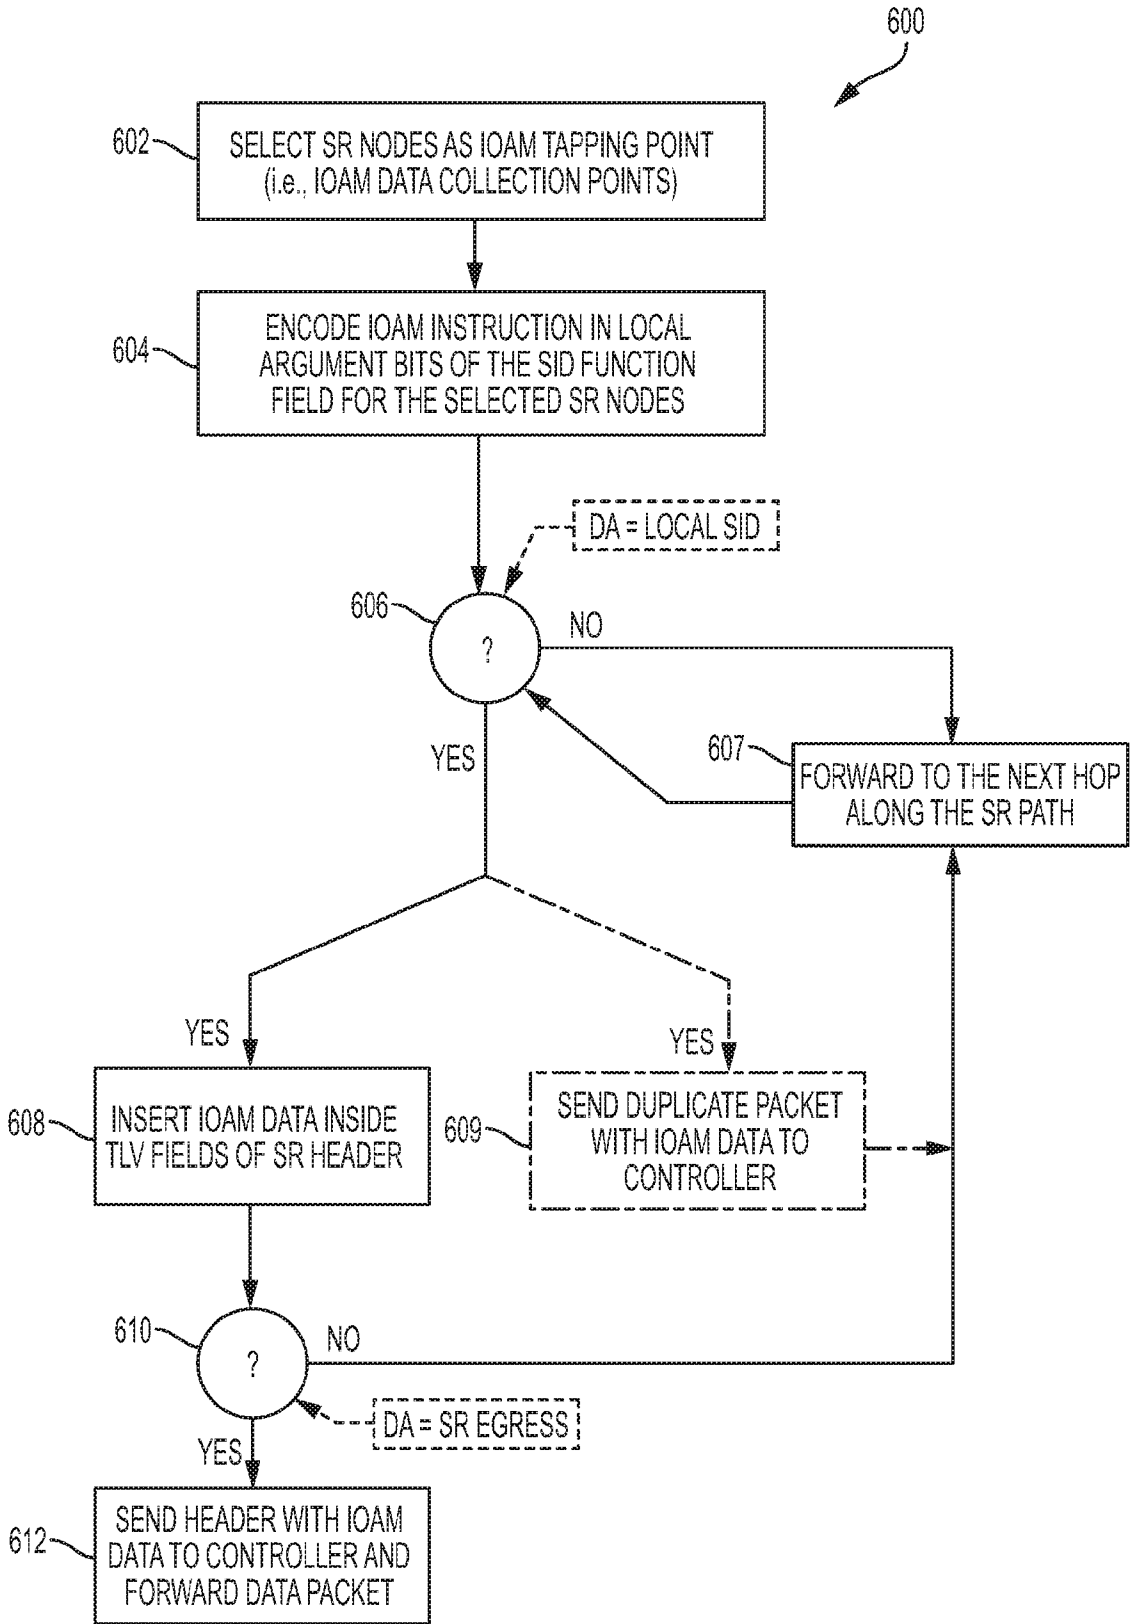 600
602
SELECT SR NODES AS IOAM TAPPING POINT
(i.e., IOAM DATA COLLECTION POINTS)
604
ENCODE IOAM INSTRUCTION IN LOCAL
ARGUMENT BITS OF THE SID FUNCTION
FIELD FOR THE SELECTED SR NODES
DA = LOCAL SID
606
?
NO
YES
607
FORWARD TO THE NEXT HOP
ALONG THE SR PATH
YES
YES
608
INSERT IOAM DATA INSIDE
TLV FIELDS OF SR HEADER
609
SEND DUPLICATE PACKET
WITH IOAM DATA TO
CONTROLLER
610
?
NO
DA = SR EGRESS
YES
612
SEND HEADER WITH IOAM
DATA TO CONTROLLER AND
FORWARD DATA PACKET